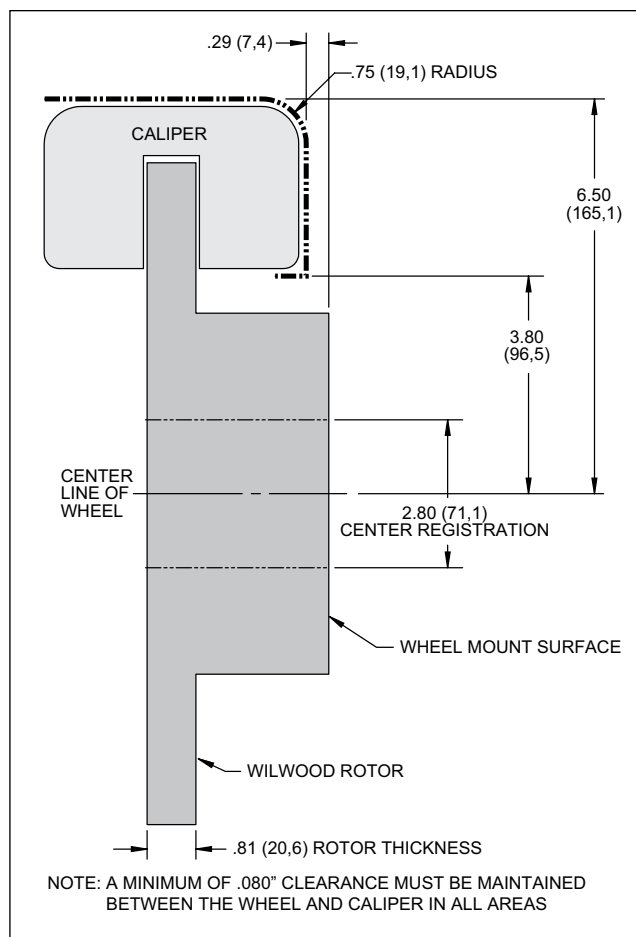 .29 (7,4)
.75 (19,1) RADIUS
CALIPER
6.50
(165,1)
3.80
(96,5)
CENTER
LINE OF
WHEEL
2.80 (71,1)
CENTER REGISTRATION
WHEEL MOUNT SURFACE
WILWOOD ROTOR
.81 (20,6) ROTOR THICKNESS
NOTE: A MINIMUM OF .080” CLEARANCE MUST BE MAINTAINED
BETWEEN THE WHEEL AND CALIPER IN ALL AREAS